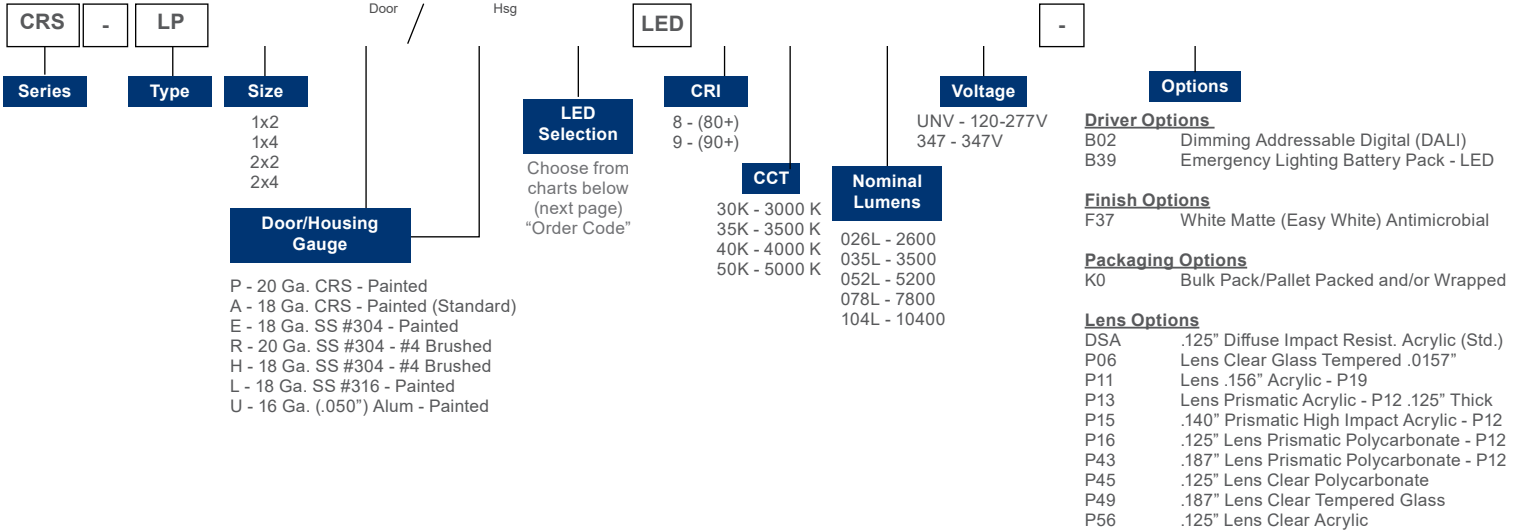 CRS - LP Door / Hsg LED -
Series
Type
Size
1x2
1x4
2x2
2x4
Door/Housing
Gauge
P - 20 Ga. CRS - Painted
A - 18 Ga. CRS - Painted (Standard)
E - 18 Ga. SS #304 - Painted
R - 20 Ga. SS #304 - #4 Brushed
H - 18 Ga. SS #304 - #4 Brushed
L - 18 Ga. SS #316 - Painted
U - 16 Ga. (.050”) Alum - Painted
LED
Selection
Choose from
charts below
(next page)
“Order Code”
CRI
8 - (80+)
9 - (90+)
CCT
30K - 3000 K
35K - 3500 K
40K - 4000 K
50K - 5000 K
Nominal
Lumens
026L - 2600
035L - 3500
052L - 5200
078L - 7800
104L - 10400
Voltage
UNV - 120-277V
347 - 347V
Options
Driver Options
B02 Dimming Addressable Digital (DALI)
B39 Emergency Lighting Battery Pack - LED
Finish Options
F37 White Matte (Easy White) Antimicrobial
Packaging Options
K0 Bulk Pack/Pallet Packed and/or Wrapped
Lens Options
DSA .125” Diffuse Impact Resist. Acrylic (Std.)
P06 Lens Clear Glass Tempered .0157”
P11 Lens .156” Acrylic - P19
P13 Lens Prismatic Acrylic - P12 .125” Thick
P15 .140” Prismatic High Impact Acrylic - P12
P16 .125” Lens Prismatic Polycarbonate - P12
P43 .187” Lens Prismatic Polycarbonate - P12
P45 .125” Lens Clear Polycarbonate
P49 .187” Lens Clear Tempered Glass
P56 .125” Lens Clear Acrylic